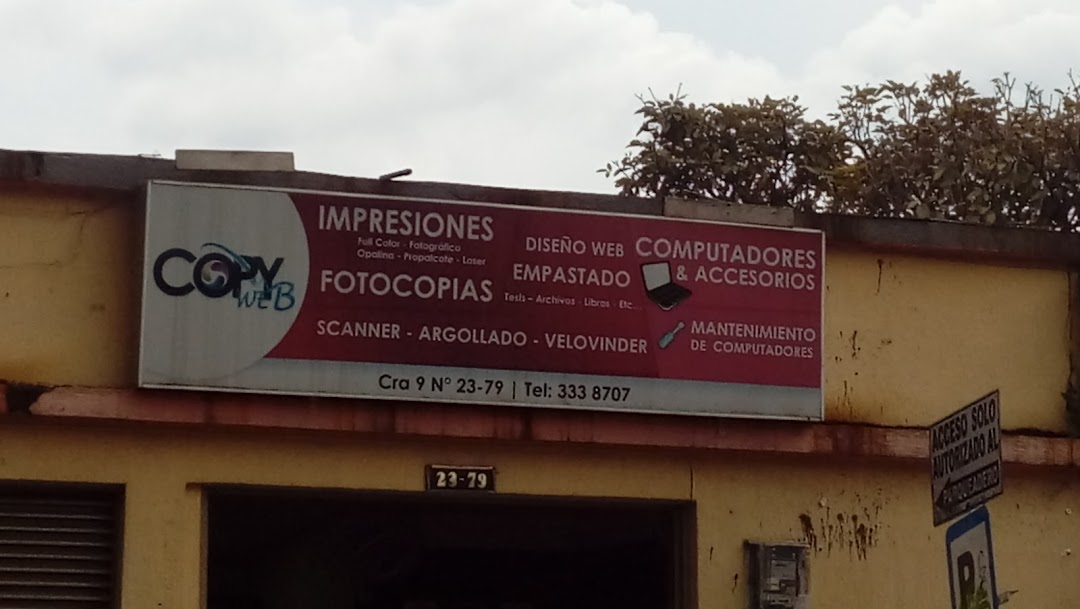 COPY
WEB
IMPRESIONES
Full Color - Fotográfico
Opalina - Propalcote - Laser
FOTOCOPIAS
DISEÑO WEB
EMPASTADO
Tesis - Archivos - Libros - Etc...
COMPUTADORES
& ACCESORIOS
SCANNER - ARGOLLADO - VELOVINDER
MANTENIMIENTO
DE COMPUTADORES
Cra 9 N° 23-79 | Tel: 333 8707
23-79
ACCESO SOLO
AUTORIZADO AL
PARQUEADERO
P